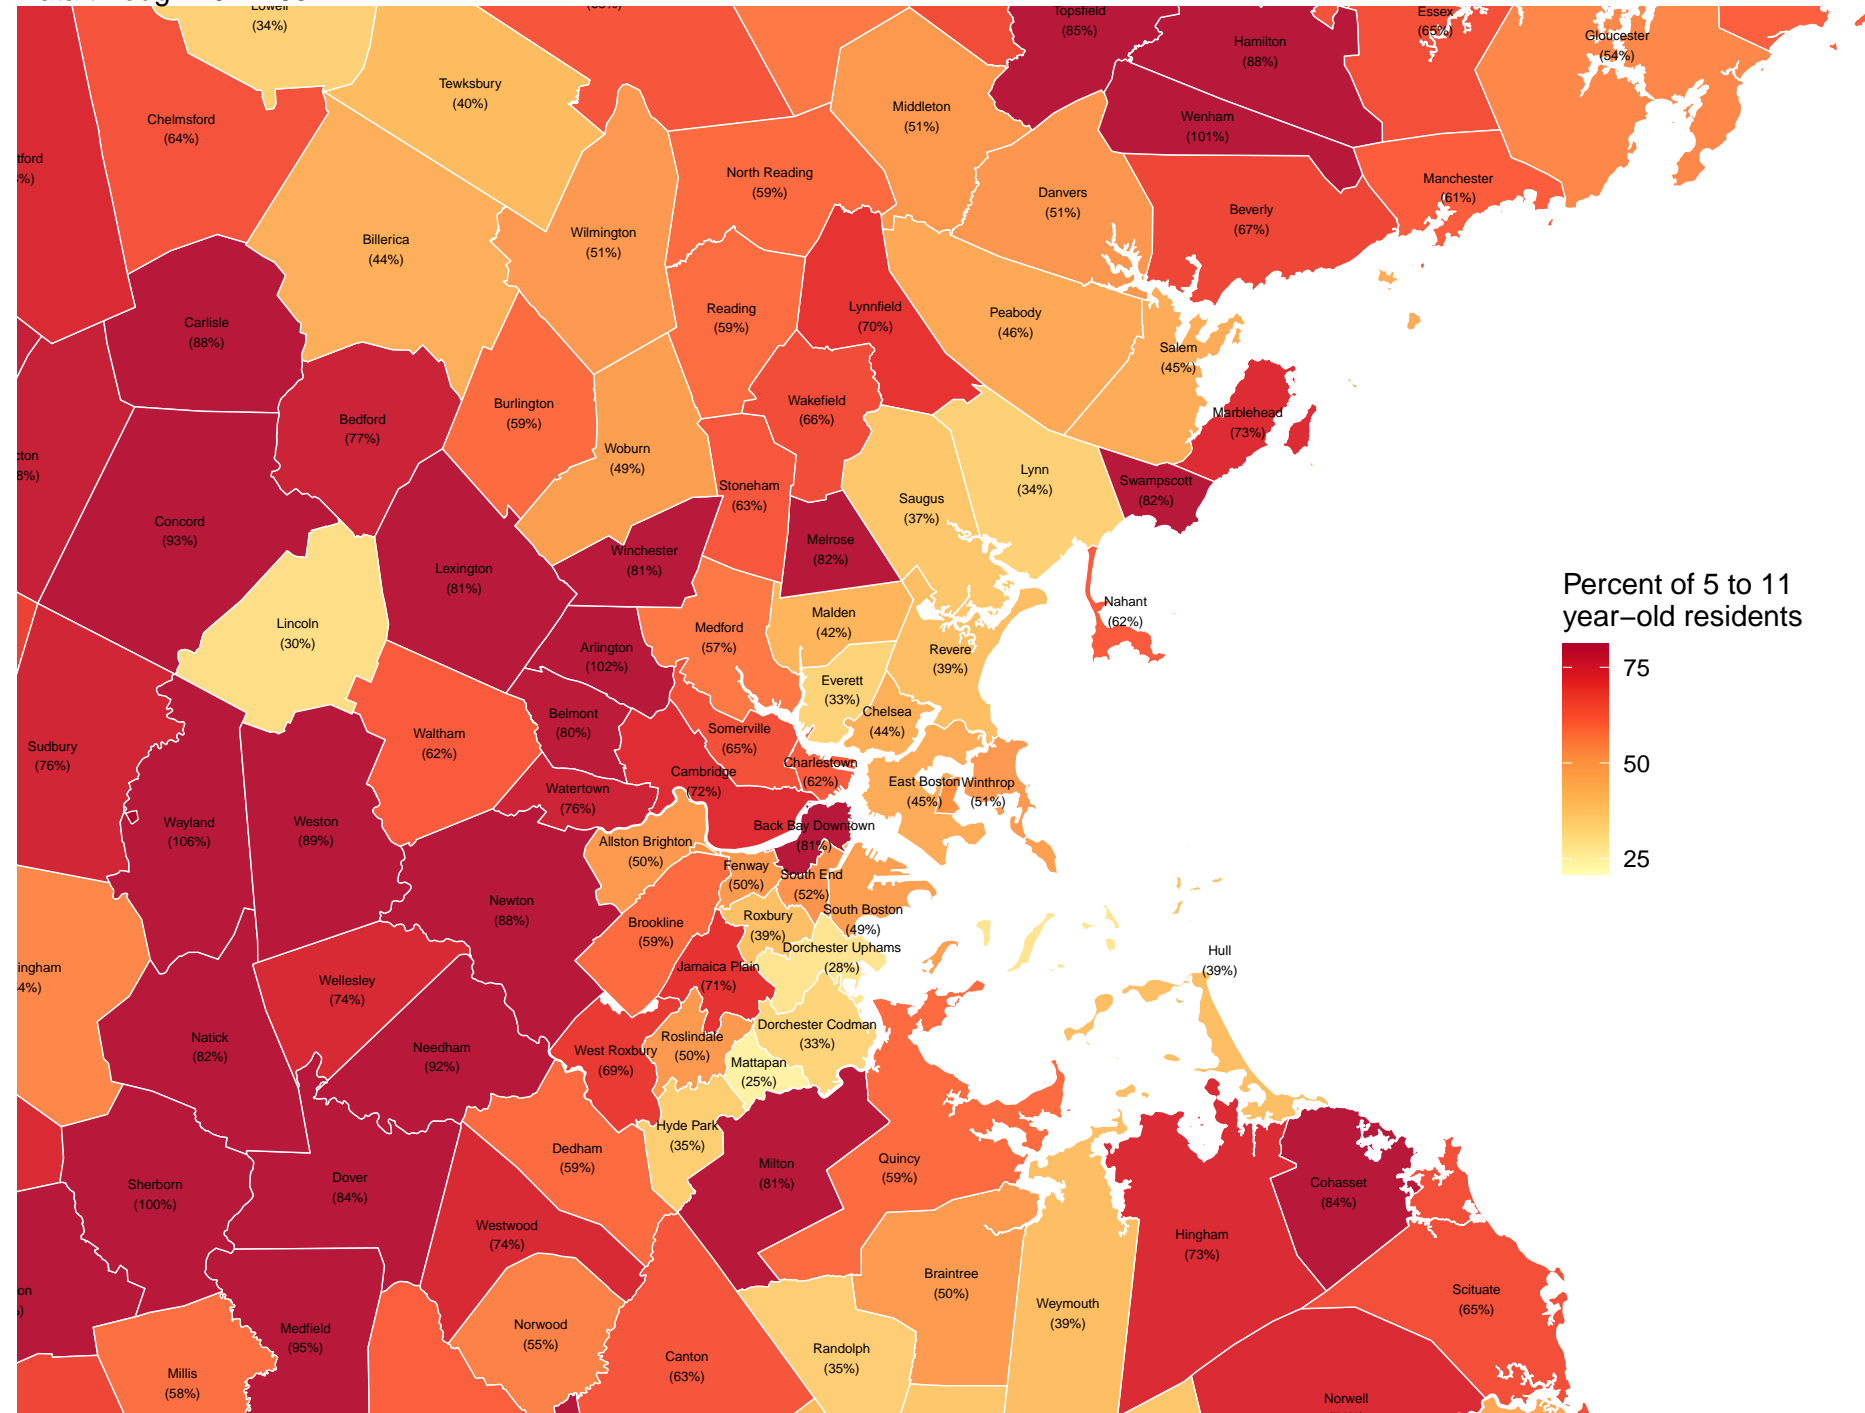 Lowell
(34%)
Topsfield
(85%)
Essex
(65%)
Hamilton
(88%)
Gloucester
(54%)
Tewksbury
(40%)
Middleton
(51%)
Chelmsford
(64%)
Wenham
(101%)
tford
%)
North Reading
(59%)
Danvers
(51%)
Manchester
(61%)
Beverly
(67%)
Billerica
(44%)
Wilmington
(51%)
Carlisle
(88%)
Reading
(59%)
Lynnfield
(70%)
Peabody
(46%)
Salem
(45%)
Bedford
(77%)
Burlington
(59%)
Wakefield
(66%)
Marblehead
(73%)
cton
8%)
Woburn
(49%)
Stoneham
(63%)
Saugus
(37%)
Lynn
(34%)
Swampscott
(82%)
Concord
(93%)
Lexington
(81%)
Winchester
(81%)
Melrose
(82%)
Percent of 5 to 11
year−old residents
75
50
25
Lincoln
(30%)
Arlington
(102%)
Medford
(57%)
Malden
(42%)
Revere
(39%)
Nahant
(62%)
Everett
(33%)
Chelsea
(44%)
Sudbury
(76%)
Waltham
(62%)
Belmont
(80%)
Somerville
(65%)
Cambridge
(72%)
Charlestown
(62%)
East Boston
(45%)
Winthrop
(51%)
Watertown
(76%)
Wayland
(106%)
Weston
(89%)
Back Bay Downtown
(81%)
Allston Brighton
(50%)
Fenway
(50%)
South End
(52%)
Newton
(88%)
Brookline
(59%)
Roxbury
(39%)
South Boston
(49%)
Dorchester Uphams
(28%)
ingham
4%)
Wellesley
(74%)
Jamaica Plain
(71%)
Hull
(39%)
Natick
(82%)
Needham
(92%)
West Roxbury
(69%)
Roslindale
(50%)
Dorchester Codman
(33%)
Mattapan
(25%)
Hyde Park
(35%)
Sherborn
(100%)
Dover
(84%)
Dedham
(59%)
Milton
(81%)
Quincy
(59%)
Cohasset
(84%)
Westwood
(74%)
Hingham
(73%)
on
)
Medfield
(95%)
Norwood
(55%)
Braintree
(50%)
Weymouth
(39%)
Scituate
(65%)
Millis
(58%)
Canton
(63%)
Randolph
(35%)
Norwell